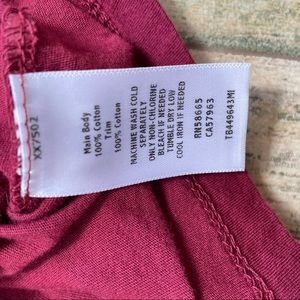 XX7502
Main Body
100% Cotton
Trim
100% Cotton
MACHINE WASH COLD
SEPARATELY
ONLY NON-CHLORINE
BLEACH IF NEEDED
TUMBLE DRY LOW
COOL IRON IF NEEDED
RN58665
CA57963
TB449643MI